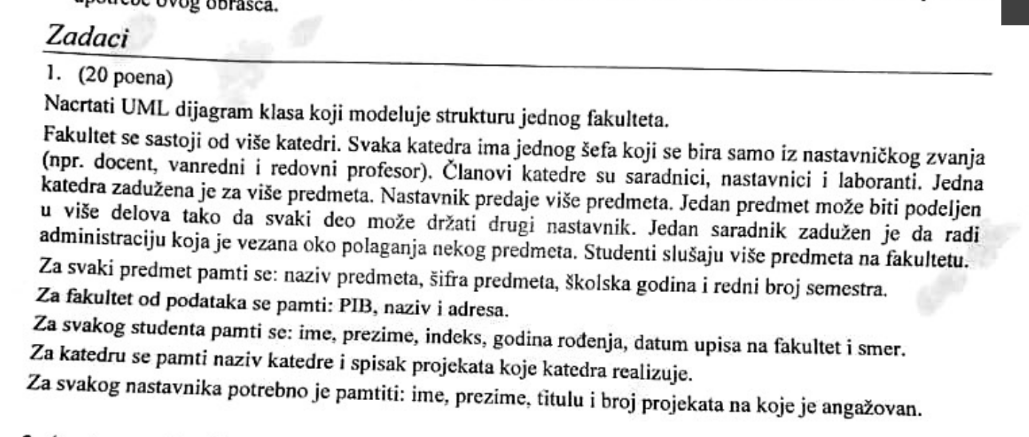 upotrebe ovog obrasca.
Zadaci
1. (20 poena)
Nacrtati UML dijagram klasa koji modeluje strukturu jednog fakulteta.
Fakultet se sastoji od više katedri. Svaka katedra ima jednog šefa koji se bira samo iz nastavničkog zvanja
(npr. docent, vanredni i redovni profesor). Članovi katedre su saradnici, nastavnici i laboranti. Jedna
katedra zadužena je za više predmeta. Nastavnik predaje više predmeta. Jedan predmet može biti podeljen
u više delova tako da svaki deo može držati drugi nastavnik. Jedan saradnik zadužen je da radi
administraciju koja je vezana oko polaganja nekog predmeta. Studenti slušaju više predmeta na fakultetu.
Za svaki predmet pamti se: naziv predmeta, šifra predmeta, školska godina i redni broj semestra.
Za fakultet od podataka se pamti: PIB, naziv i adresa.
Za svakog studenta pamti se: ime, prezime, indeks, godina rođenja, datum upisa na fakultet i smer.
Za katedru se pamti naziv katedre i spisak projekata koje katedra realizuje.
Za svakog nastavnika potrebno je pamtiti: ime, prezime, titulu i broj projekata na koje je angažovan.